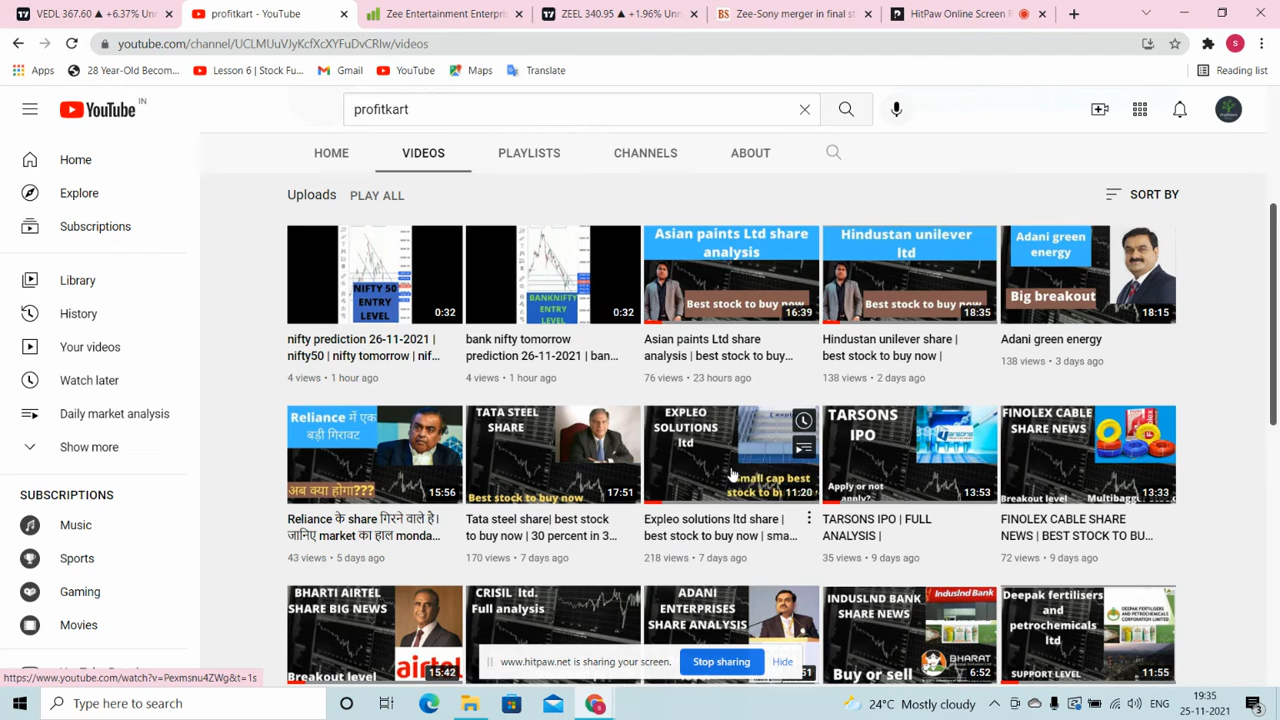 VEDL 367.60 ▲ +6.37% Unn
profitkart - YouTube
Zee Entertainment Enterpris
ZEEL 340.95 ▲ +1.96% Unn
Zee-Sony merger in final st
HitPaw Online Screen R
youtube.com/channel/UCLMUuVJyKcfXcXYFuDvCRIw/videos
Apps
28 Year-Old Becom...
Lesson 6 | Stock Fu...
Gmail
YouTube
Maps
Translate
Reading list
YouTube IN
profitkart
HOME
VIDEOS
PLAYLISTS
CHANNELS
ABOUT
Home
Explore
Subscriptions
Library
History
Your videos
Watch later
Daily market analysis
Show more
SUBSCRIPTIONS
Music
Sports
Gaming
Movies
Uploads PLAY ALL
SORT BY
NIFTY 50
ENTRY
LEVEL
0:32
nifty prediction 26-11-2021 |
nifty50 | nifty tomorrow | nif...
4 views • 1 hour ago
BANKNIFTY
ENTRY
LEVEL
0:32
bank nifty tomorrow
prediction 26-11-2021 | ban...
4 views • 1 hour ago
Asian paints Ltd share
analysis
Best stock to buy now
16:39
Asian paints Ltd share
analysis | best stock to buy...
76 views • 23 hours ago
Hindustan unilever
ltd
Best stock to buy now
18:35
Hindustan unilever share |
best stock to buy now |
138 views • 2 days ago
Adani green
energy
Big breakout
18:15
Adani green energy
138 views • 3 days ago
Reliance में एक
बड़ी गिरावट
अब क्या होगा???
15:56
Reliance के share गिरने वाले है।
जानिए market का हाल monda...
43 views • 5 days ago
TATA STEEL
SHARE
Best stock to buy now
17:51
Tata steel share| best stock
to buy now | 30 percent in 3...
170 views • 7 days ago
EXPLEO
SOLUTIONS
ltd
Small cap best
stock to b
11:20
Expleo solutions ltd share |
best stock to buy now | sma...
218 views • 7 days ago
TARSONS
IPO
Tarsons
Apply or not
apply?
13:53
TARSONS IPO | FULL
ANALYSIS |
35 views • 9 days ago
FINOLEX CABLE
SHARE NEWS
Breakout level
Multibagg
13:33
FINOLEX CABLE SHARE
NEWS | BEST STOCK TO BU...
72 views • 9 days ago
BHARTI AIRTEL
SHARE BIG NEWS
Breakout level
airtel
15:42
CRISIL ltd.
Full analysis
ADANI
ENTERPRISES
SHARE ANALYSIS
51
INDUSLND BANK
SHARE NEWS
IndusInd Bank
BHARAT
Buy or sell
6:52
Deepak fertilisers
and
petrochemicals
ltd
DEEPAK FERTILISERS
AND PETROCHEMICALS
CORPORATION LIMITED
SUPPORT LEVEL
11:55
www.hitpaw.net is sharing your screen.
Stop sharing
Hide
https://www.youtube.com/watch?v=Pexmsnu4ZWg&t=1s
Type here to search
24°C Mostly cloudy
ENG
19:35
25-11-2021
3